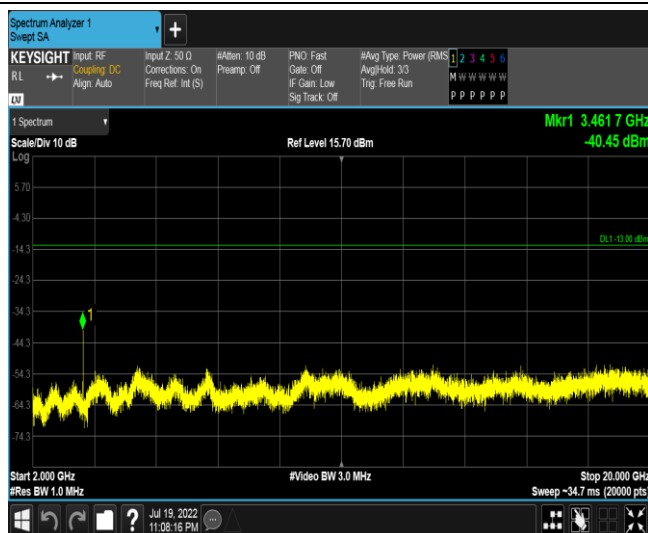 Spectrum Analyzer 1
Swept SA
+
KEYSIGHT
RL
LXI
Input: RF
Coupling: DC
Align: Auto
Input Z: 50 Ω
Corrections: On
Freq Ref: Int (S)
#Atten: 10 dB
Preamp: Off
PNO: Fast
Gate: Off
IF Gain: Low
Sig Track: Off
#Avg Type: Power (RMS
Avg|Hold: 3/3
Trig: Free Run
1 2 3 4 5 6
M W W W W W
P P P P P P
1 Spectrum
Scale/Div 10 dB
Log
Ref Level 15.70 dBm
Mkr1 3.461 7 GHz
-40.45 dBm
5.70
-4.30
-14.3
-24.3
-34.3
-44.3
-54.3
-64.3
-74.3
DL1 -13.00 dBm
1
Start 2.000 GHz
#Res BW 1.0 MHz
#Video BW 3.0 MHz
Stop 20.000 GHz
Sweep ~34.7 ms (20000 pts)
?
Jul 19, 2022
11:08:16 PM